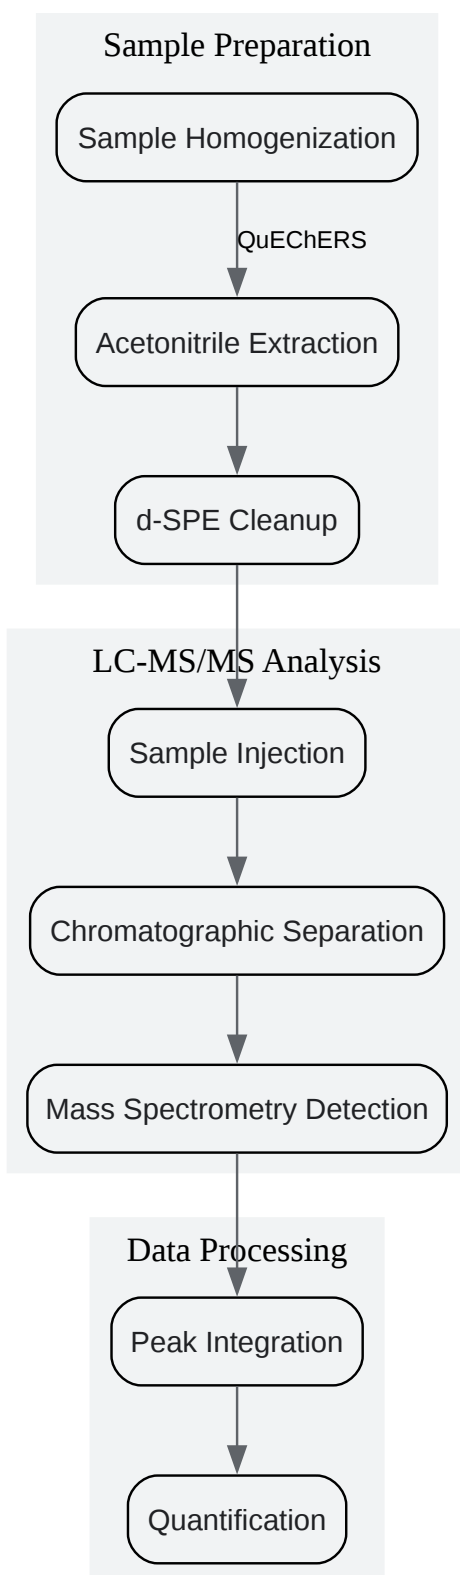 Sample Preparation
Sample Homogenization
QuEChERS
Acetonitrile Extraction
d-SPE Cleanup
LC-MS/MS Analysis
Sample Injection
Chromatographic Separation
Mass Spectrometry Detection
Data Processing
Peak Integration
Quantification